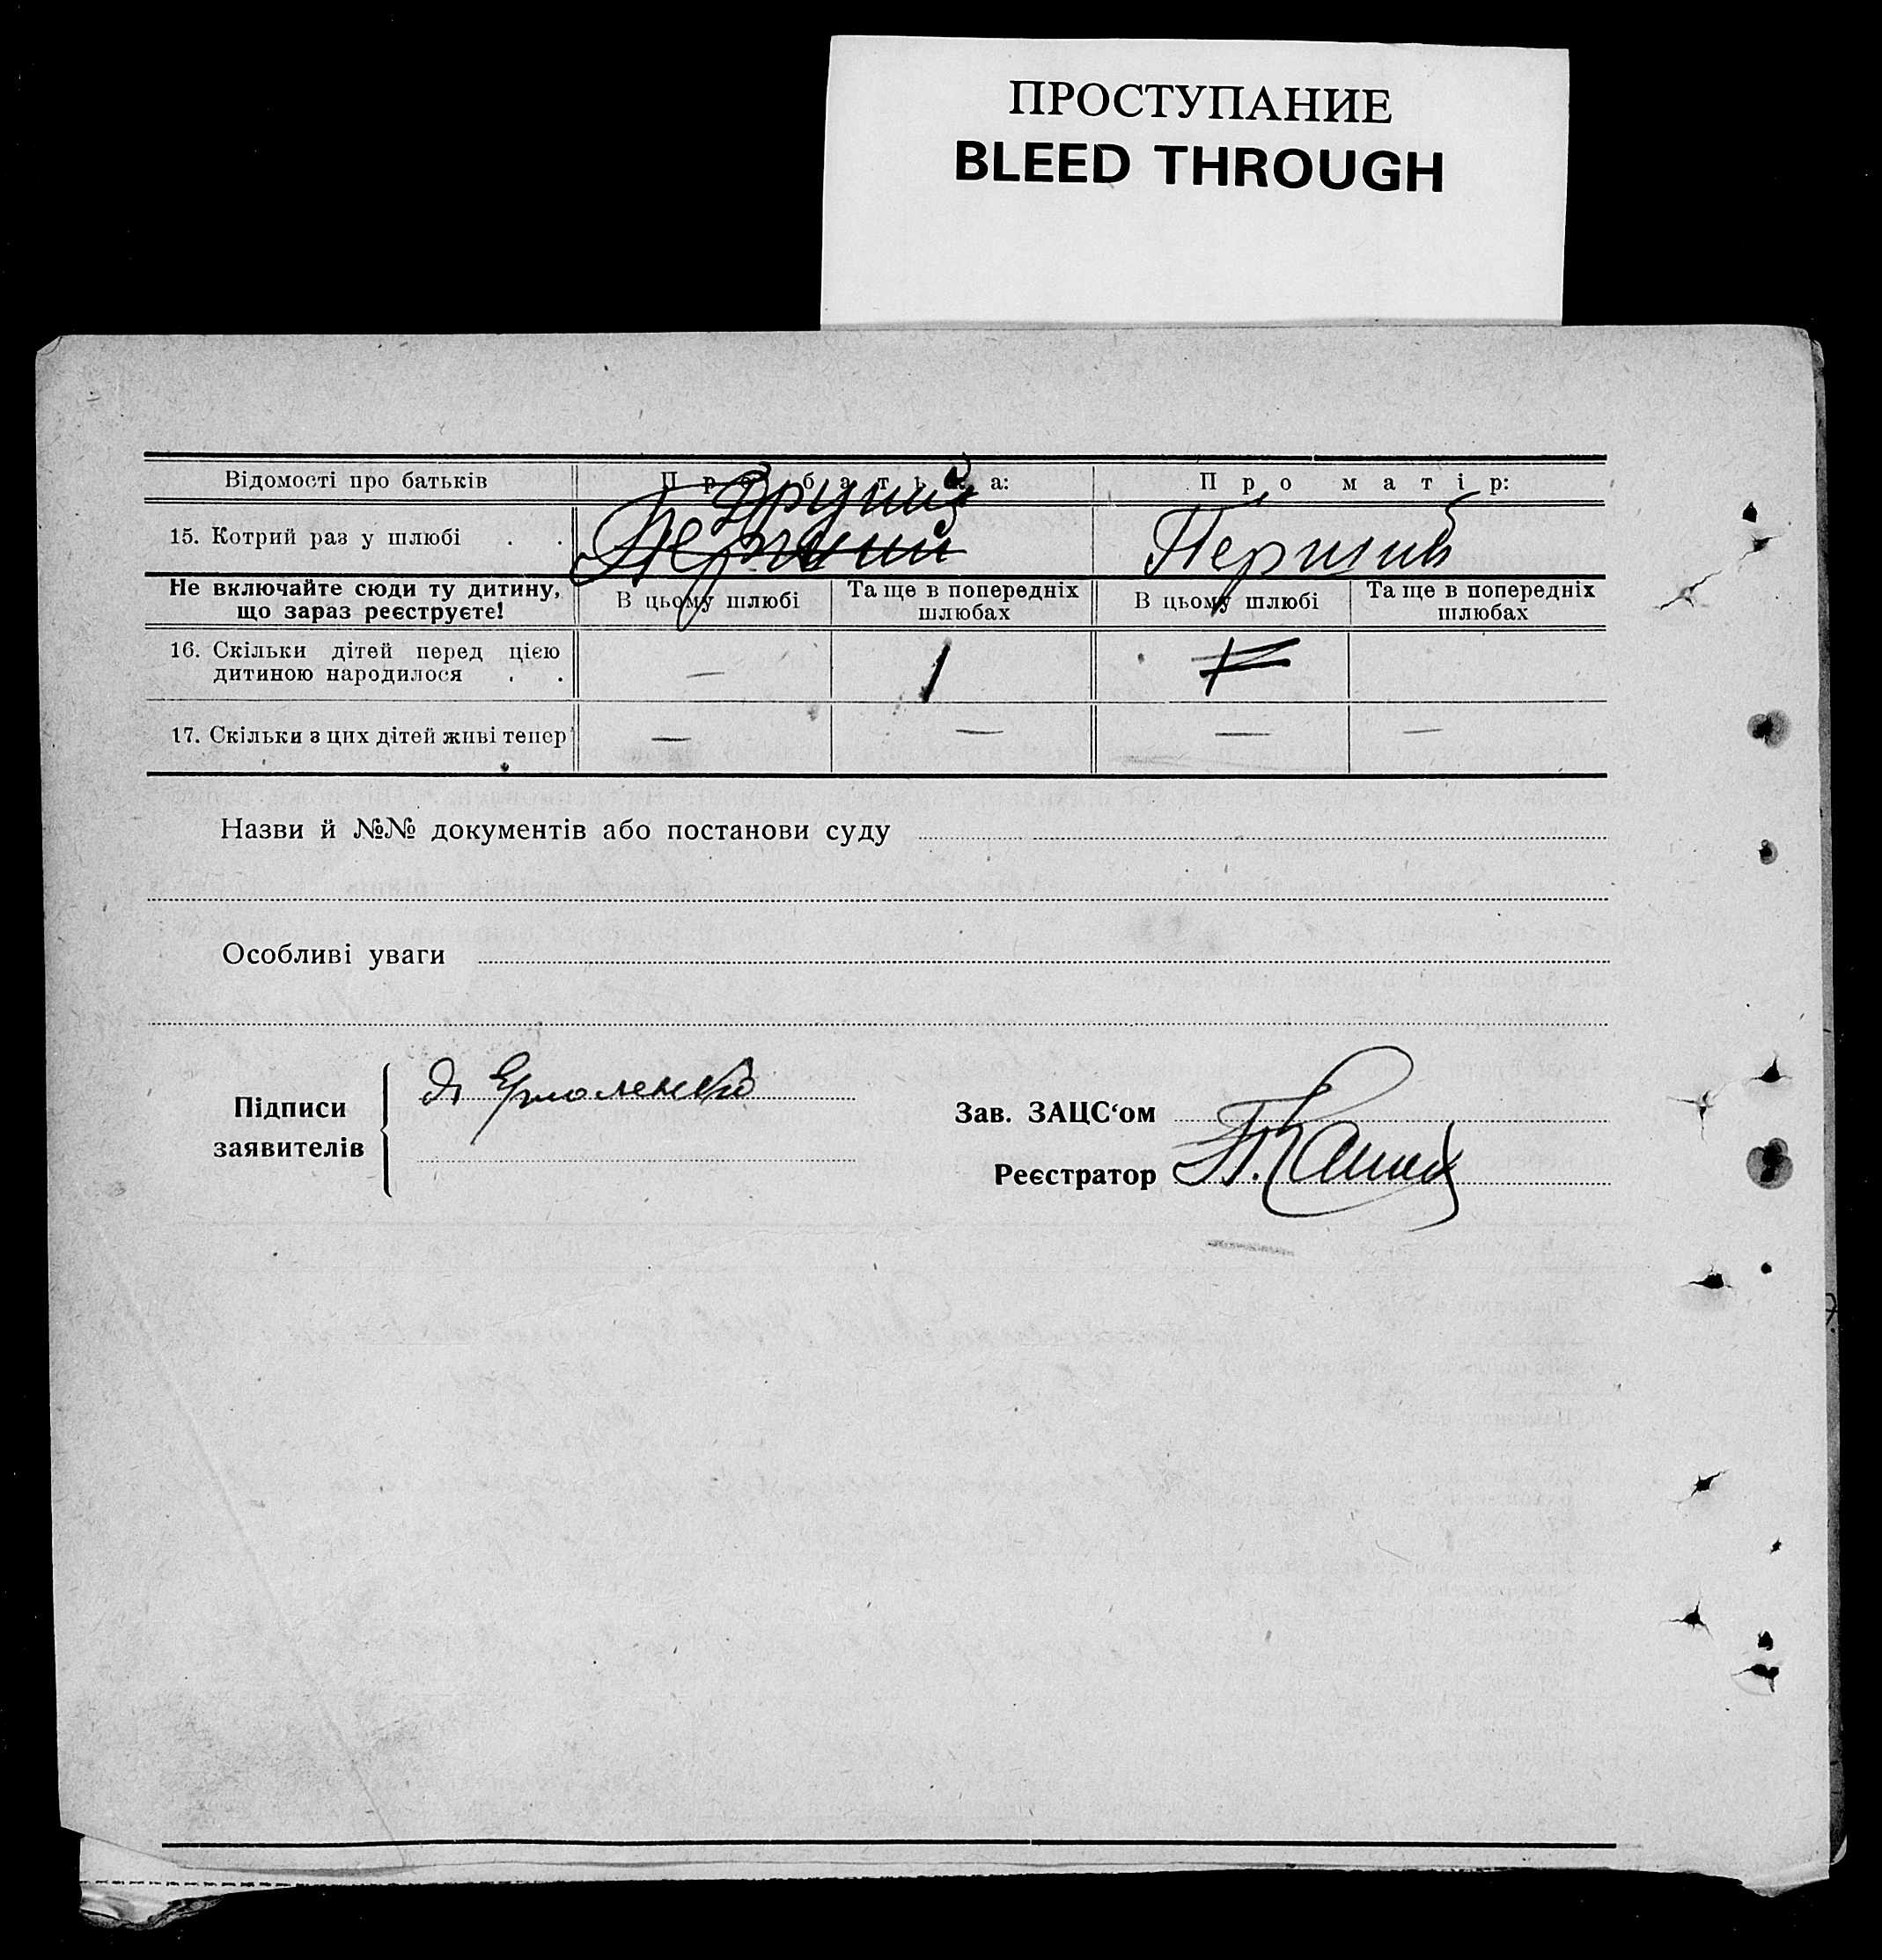 ПРОСТУПАНИЕ
BLEED THROUGH
Відомості про батьків Про батька: Про матір:
Другий
15. Котрий раз у шлюбі . . Перший Перший
Не включайте сюди ту дитину, що зараз реєструєте! В цьому шлюбі Та ще в попередніх шлюбах В цьому шлюбі Та ще в попередніх шлюбах
16. Скільки дітей перед цією дитиною народилося . . — 1
17. Скільки з цих дітей живі тепер — — — —
Назви й №№ документів або постанови суду
Особливі уваги
Підписи заявителів Ярмоленко
Зав. ЗАЦС‘ом
Реєстратор